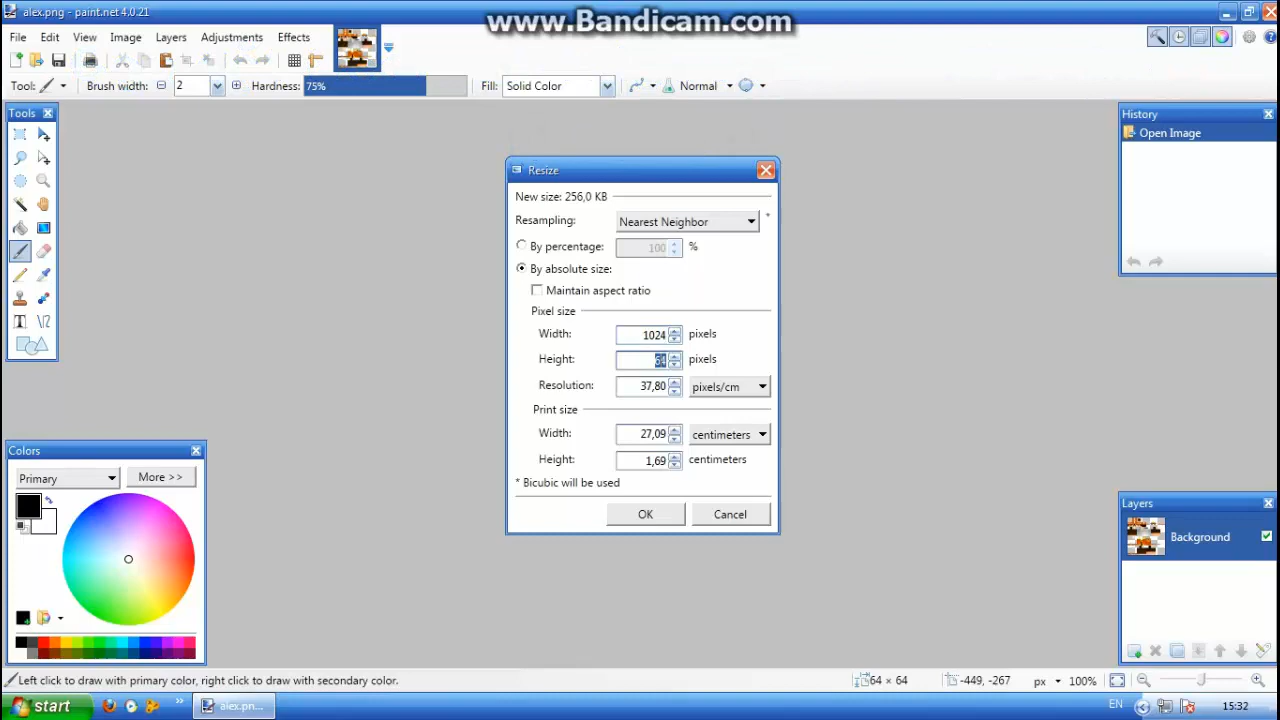 alex.png - paint.net 4.0.21
www.Bandicam.com
File Edit View Image Layers Adjustments Effects
Tool: Brush width: 2 Hardness: 75% Fill: Solid Color Normal
Tools
History
Open Image
Resize
New size: 256,0 KB
Resampling: Nearest Neighbor *
By percentage: 100 %
By absolute size:
Maintain aspect ratio
Pixel size
Width: 1024 pixels
Height: 64 pixels
Resolution: 37,80 pixels/cm
Print size
Width: 27,09 centimeters
Height: 1,69 centimeters
* Bicubic will be used
OK Cancel
Colors
Primary More >>
Layers
Background
Left click to draw with primary color, right click to draw with secondary color. 64 × 64 -449, -267 px 100%
start alex.pn... EN 15:32